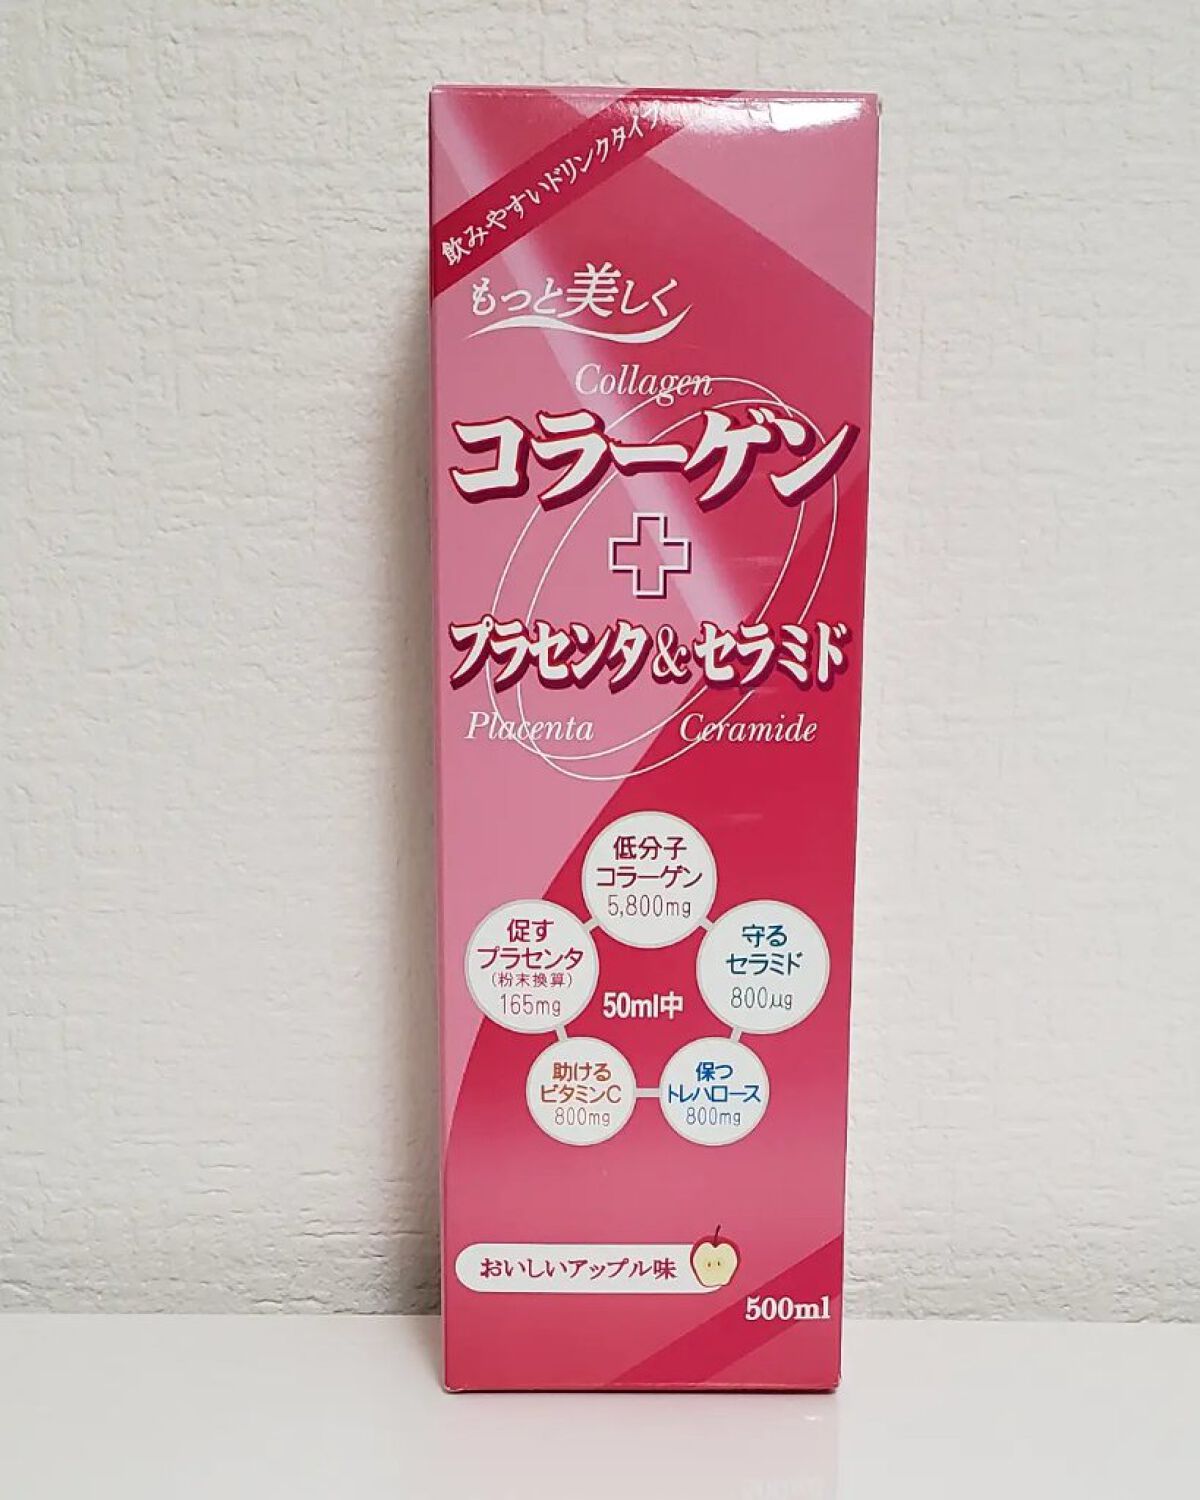 飲みやすいドリンクタイプ
もっと美しく
Collagen
コラーゲン
+
プラセンタ&セラミド
Placenta Ceramide
低分子
コラーゲン
5,800mg
促す
プラセンタ
(粉末換算)
165mg
守る
セラミド
800μg
50ml中
助ける
ビタミンC
800mg
保つ
トレハロース
800mg
おいしいアップル味
500ml